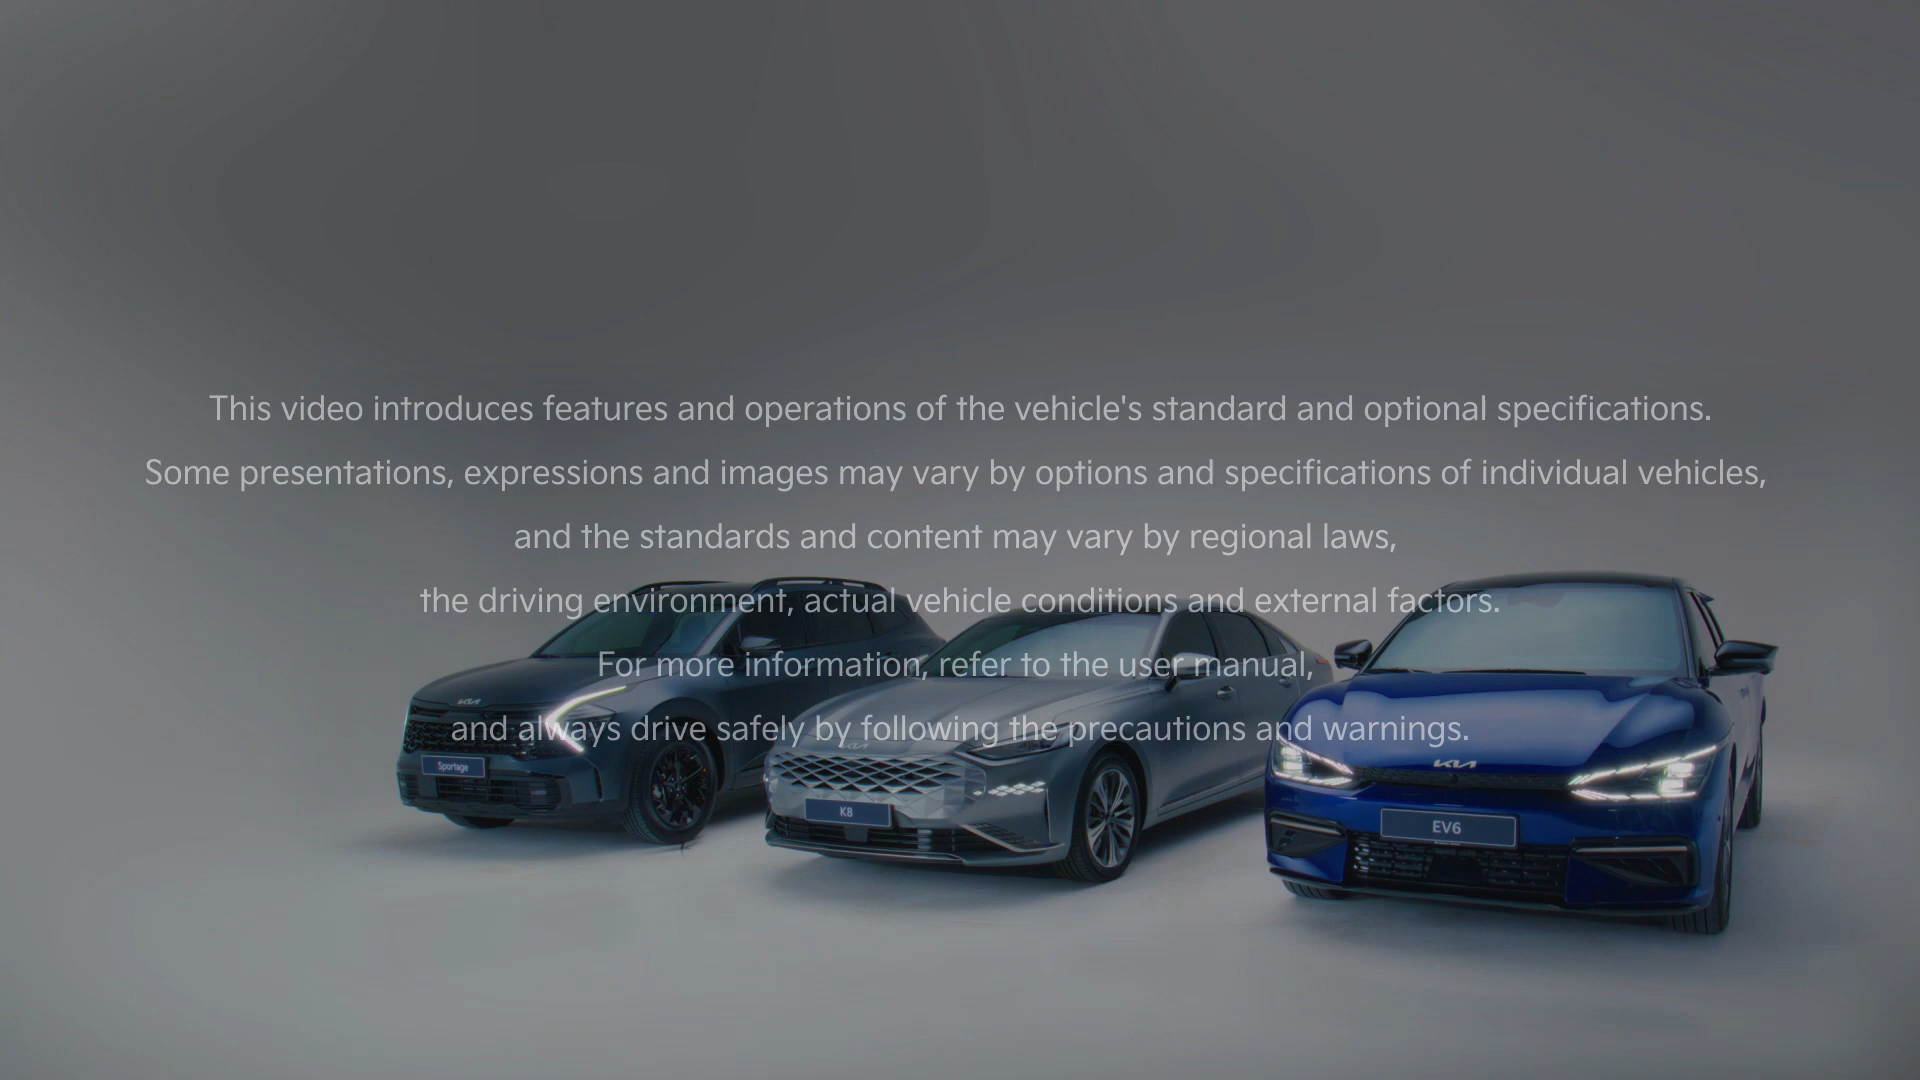 This video introduces features and operations of the vehicle's standard and optional specifications.
Some presentations, expressions and images may vary by options and specifications of individual vehicles,
and the standards and content may vary by regional laws,
the driving environment, actual vehicle conditions and external factors.
For more information, refer to the user manual,
and always drive safely by following the precautions and warnings.
KIA
Sportage
KIA
K8
KIA
EV6